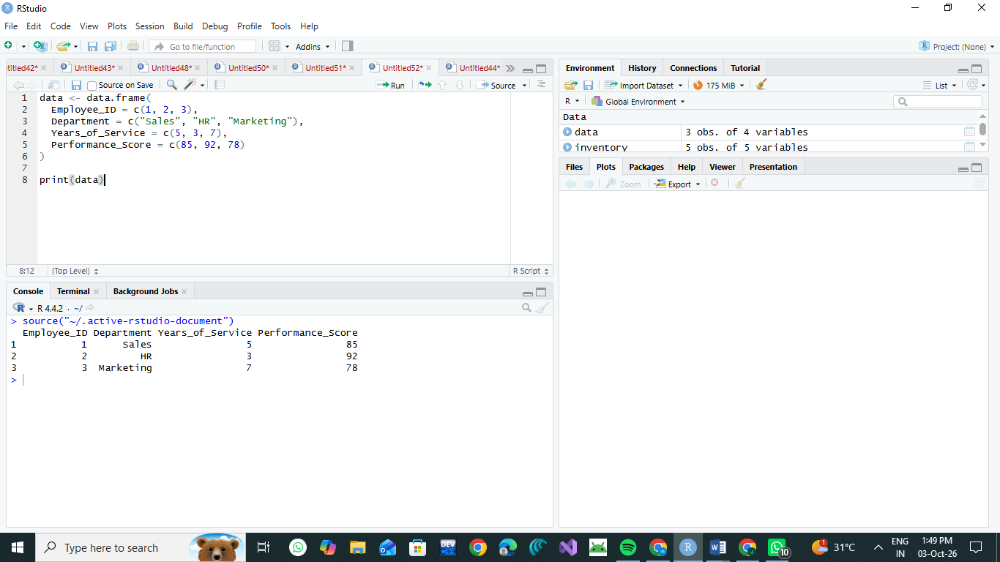 RStudio
File Edit Code View Plots Session Build Debug Profile Tools Help
Go to file/function Addins Project: (None)
ntitled42* Untitled43* Untitled48* Untitled50* Untitled51* Untitled52* Untitled44*
Source on Save Run Source
1 data <- data.frame(
2 Employee_ID = c(1, 2, 3),
3 Department = c("Sales", "HR", "Marketing"),
4 Years_of_Service = c(5, 3, 7),
5 Performance_Score = c(85, 92, 78)
6 )
7
8 print(data)
8:12 (Top Level) R Script
Console Terminal Background Jobs
R 4.4.2 · ~/
> source("~/.active-rstudio-document")
Employee_ID Department Years_of_Service Performance_Score
1 1 Sales 5 85
2 2 HR 3 92
3 3 Marketing 7 78
>
Environment History Connections Tutorial
Import Dataset 175 MiB List
R Global Environment
Data
data 3 obs. of 4 variables
inventory 5 obs. of 5 variables
Files Plots Packages Help Viewer Presentation
Zoom Export
Type here to search
DEV
10
1
31°C
ENG
IN
1:49 PM
03-Oct-26